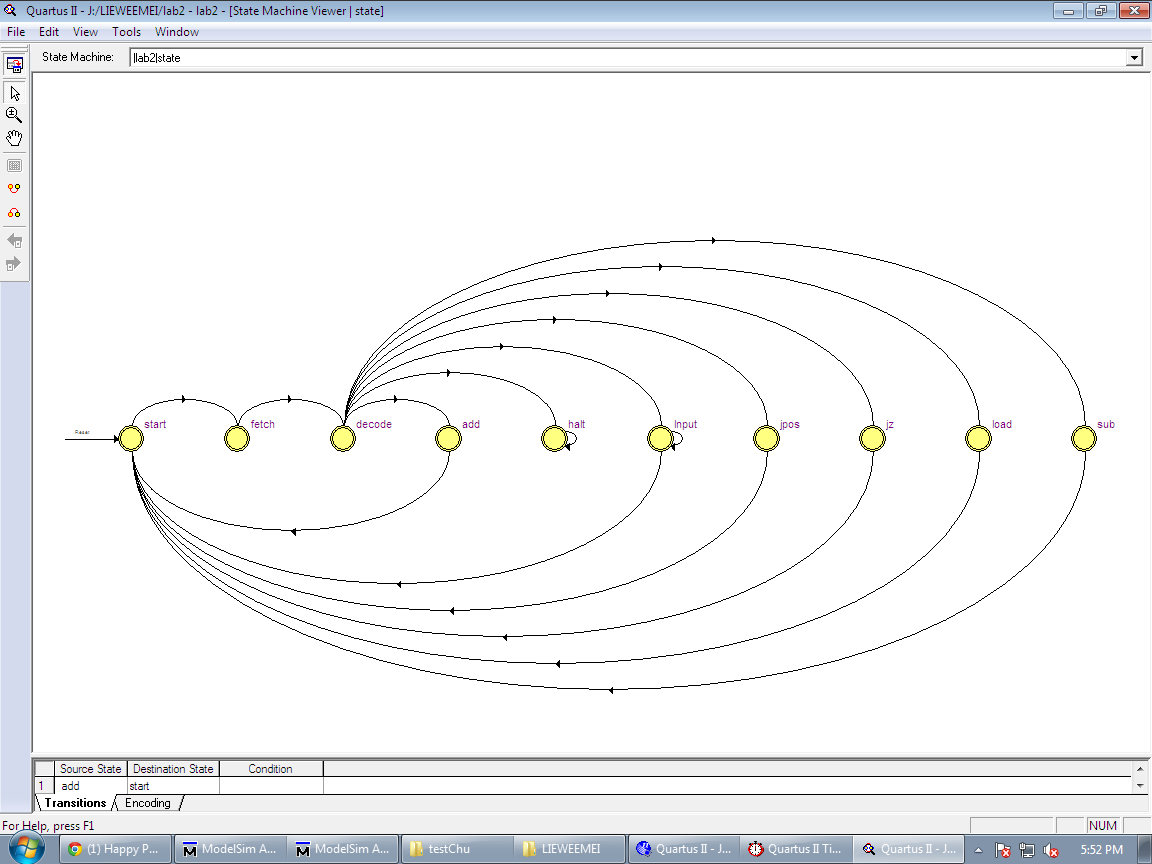 Quartus II - J:/LIEWEEMEI/lab2 - lab2 - [State Machine Viewer | state]
File Edit View Tools Window
State Machine: |lab2|state
Reset
start fetch decode add halt input jpos jz load sub
Source State Destination State Condition
1 add start
Transitions Encoding
For Help, press F1 NUM
(1) Happy P... ModelSim A... ModelSim A... testChu LIEWEEMEI Quartus II - J... Quartus II Ti... Quartus II - J... 5:52 PM